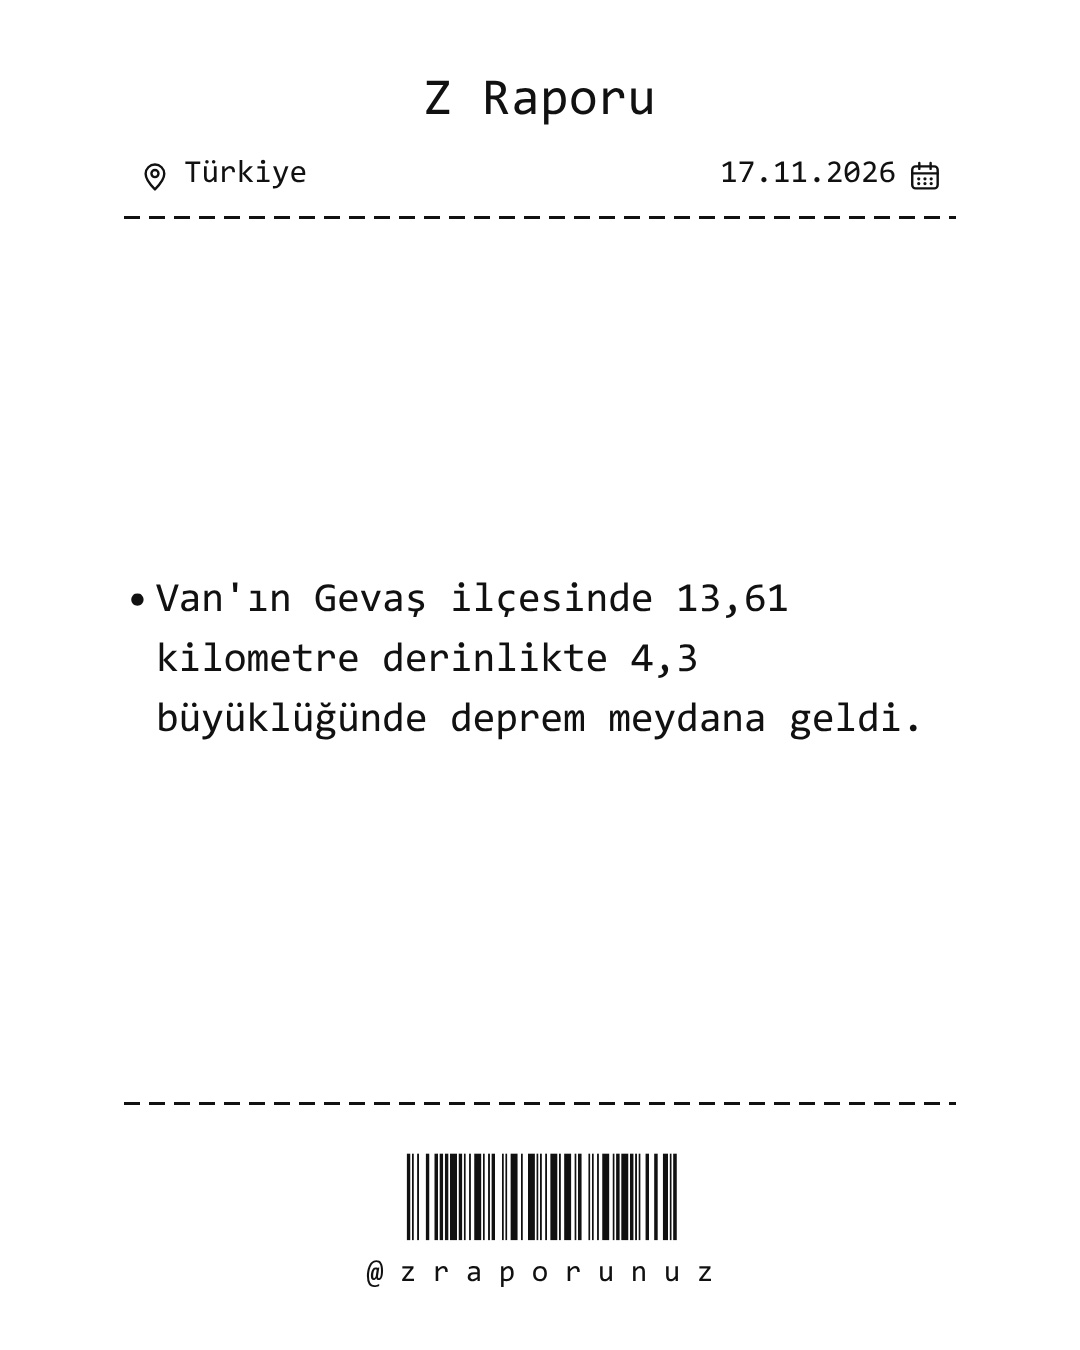 Z Raporu
Türkiye
17.11.2026
• Van'ın Gevaş ilçesinde 13,61
kilometre derinlikte 4,3
büyüklüğünde deprem meydana geldi.
@zraporunuz